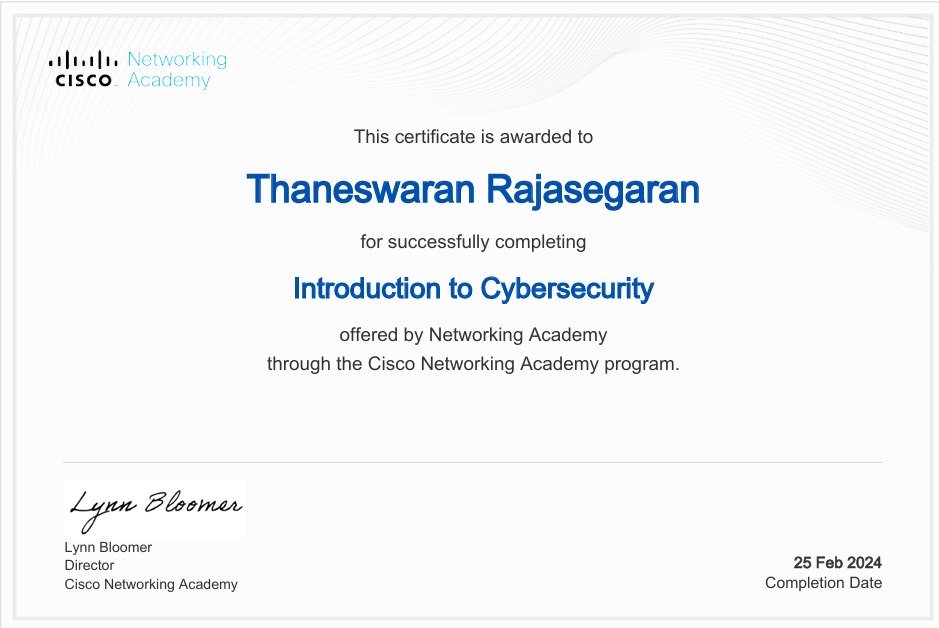 Networking
CISCO Academy
This certificate is awarded to
Thaneswaran Rajasegaran
for successfully completing
Introduction to Cybersecurity
offered by Networking Academy
through the Cisco Networking Academy program.
Lynn Bloomer
Lynn Bloomer
Director
Cisco Networking Academy
25 Feb 2024
Completion Date